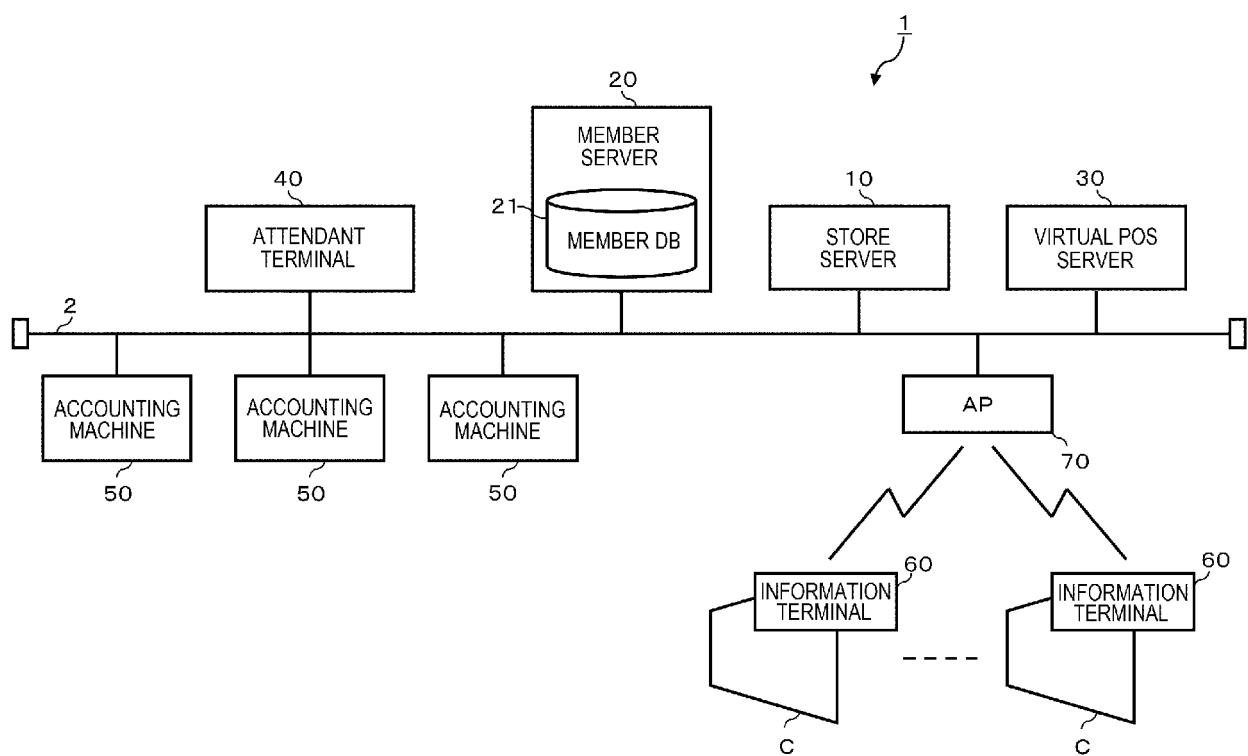 1
20
MEMBER
SERVER
21
MEMBER DB
40
ATTENDANT
TERMINAL
10
STORE
SERVER
30
VIRTUAL POS
SERVER
2
ACCOUNTING
MACHINE
50
ACCOUNTING
MACHINE
50
ACCOUNTING
MACHINE
50
AP
70
INFORMATION
TERMINAL
60
C
INFORMATION
TERMINAL
60
C